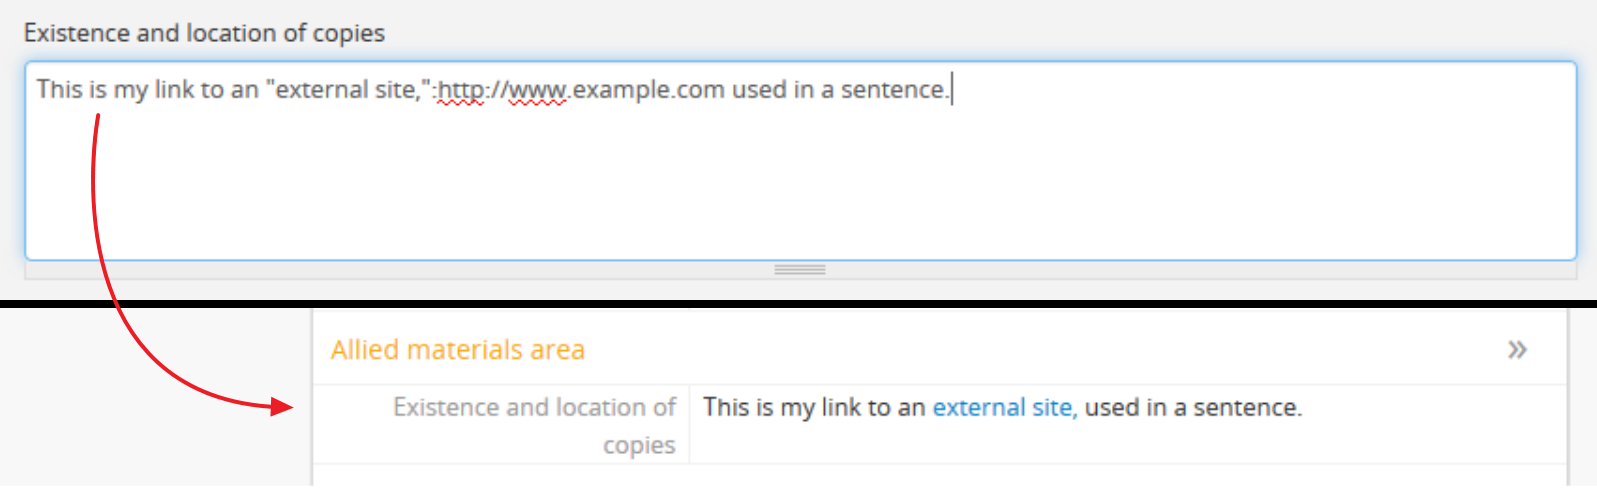 Existence and location of copies
This is my link to an "external site,":http://www.example.com used in a sentence.
Allied materials area »
Existence and location of
copies
This is my link to an external site, used in a sentence.